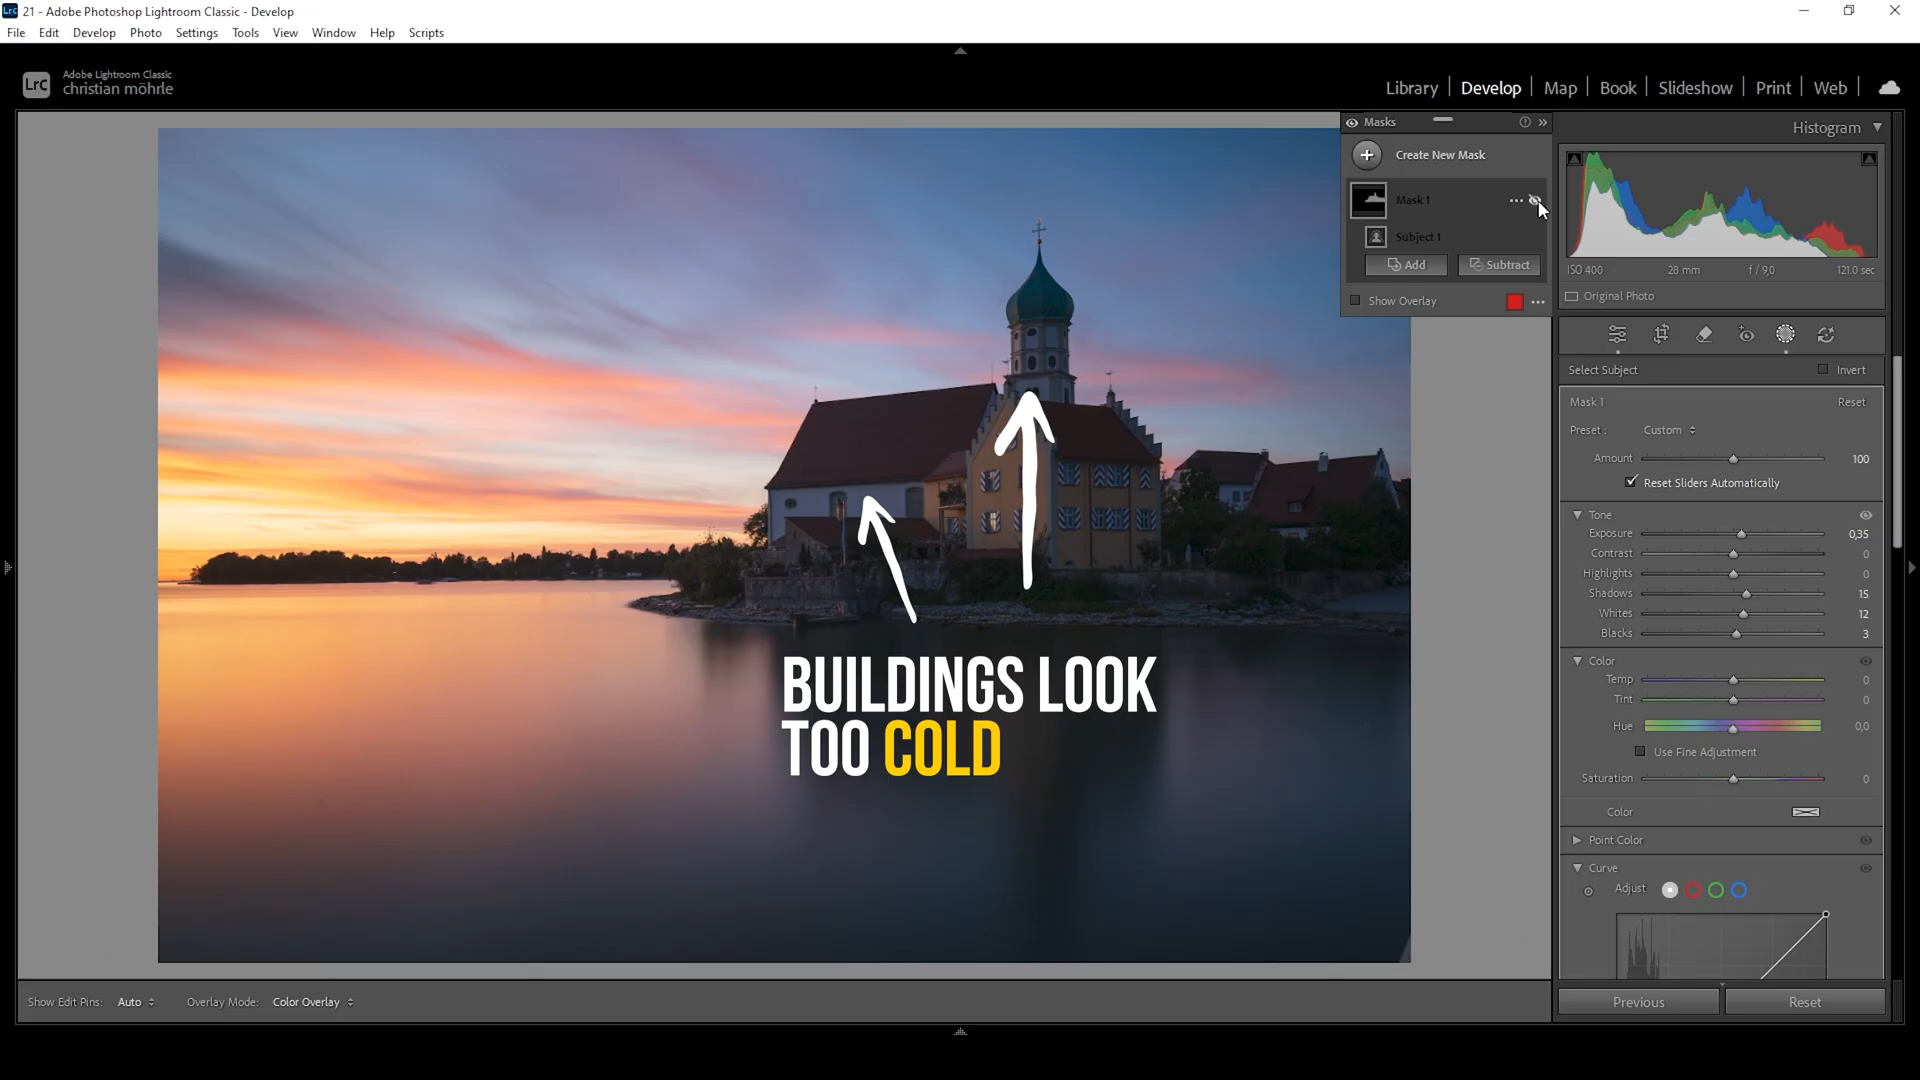 21 - Adobe Photoshop Lightroom Classic - Develop
File Edit Develop Photo Settings Tools View Window Help Scripts
Lrc
Adobe Lightroom Classic
christian möhrle
Library Develop Map Book Slideshow Print Web
Masks
Create New Mask
Mask 1
Subject 1
Add Subtract
Show Overlay
Histogram
ISO 400 28 mm f / 9,0 121.0 sec
Original Photo
Select Subject Invert
Mask 1 Reset
Preset : Custom
Amount 100
Reset Sliders Automatically
Tone
Exposure 0,35
Contrast 0
Highlights 0
Shadows 15
Whites 12
Blacks 3
Color
Temp 0
Tint 0
Hue 0,0
Use Fine Adjustment
Saturation 0
Color
Point Color
Curve
Adjust
Previous Reset
BUILDINGS LOOK
TOO COLD
Show Edit Pins: Auto Overlay Mode: Color Overlay